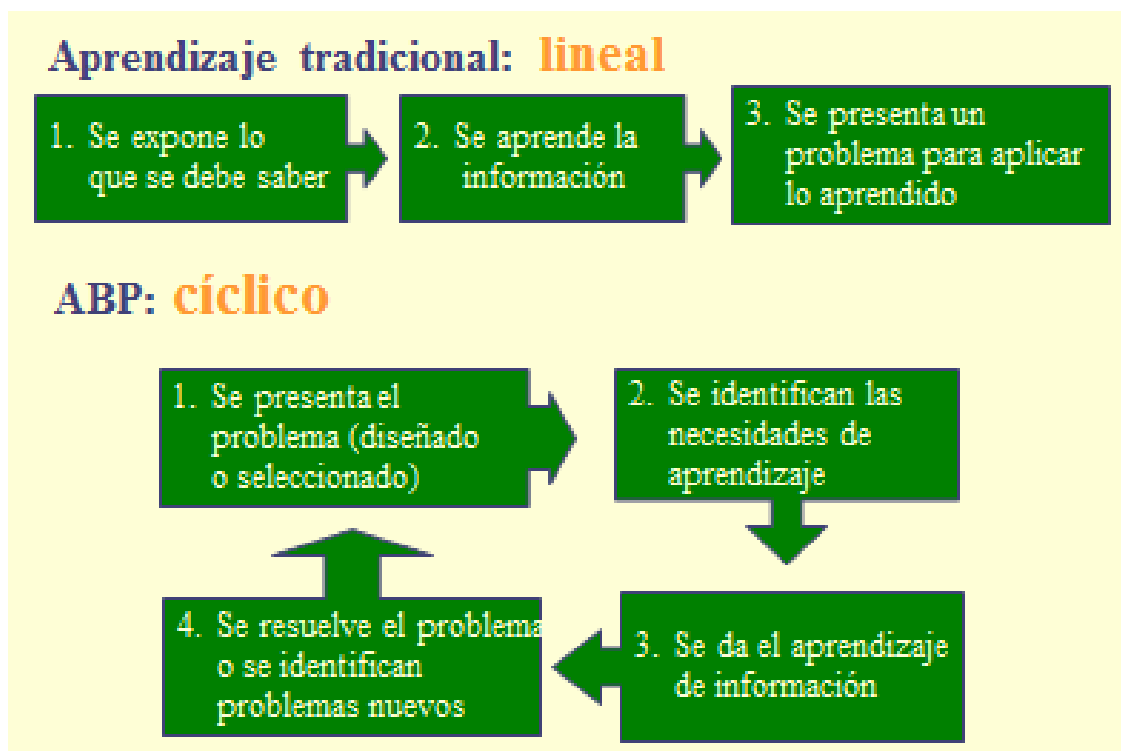 Aprendizaje tradicional: lineal
1. Se expone lo
que se debe saber
2. Se aprende la
información
3. Se presenta un
problema para aplicar
lo aprendido
ABP: cíclico
1. Se presenta el
problema (diseñado
o seleccionado)
2. Se identifican las
necesidades de
aprendizaje
4. Se resuelve el problema
o se identifican
problemas nuevos
3. Se da el aprendizaje
de información